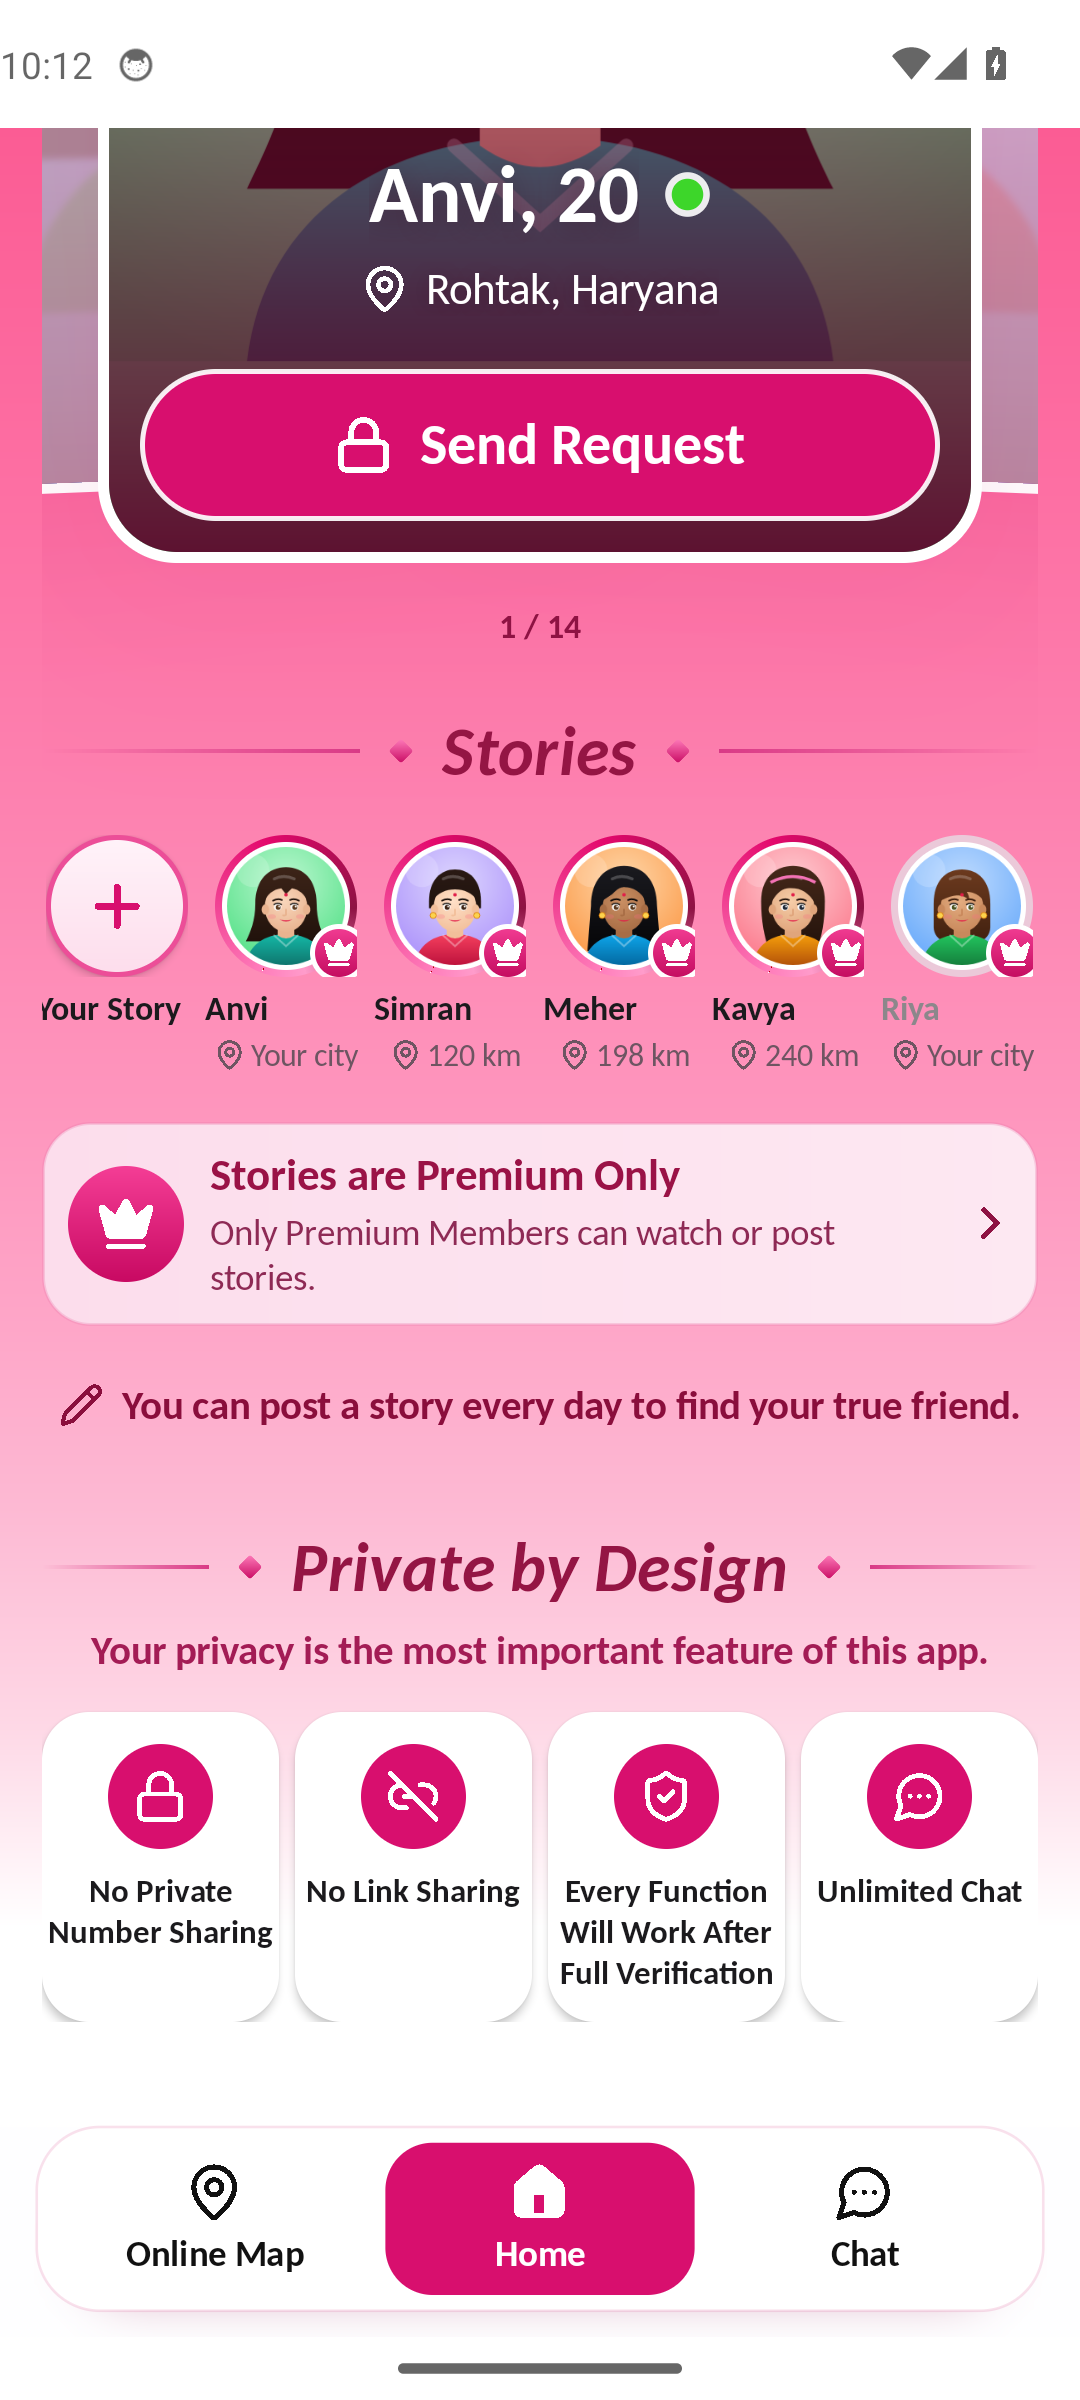 10:12
Anvi, 20
Rohtak, Haryana
Send Request
1 / 14
Stories
Your Story
Anvi
Simran
Meher
Kavya
Riya
Your city
120 km
198 km
240 km
Your city
Stories are Premium Only
Only Premium Members can watch or post
stories.
You can post a story every day to find your true friend.
Private by Design
Your privacy is the most important feature of this app.
No Private
Number Sharing
No Link Sharing
Every Function
Will Work After
Full Verification
Unlimited Chat
Online Map
Home
Chat